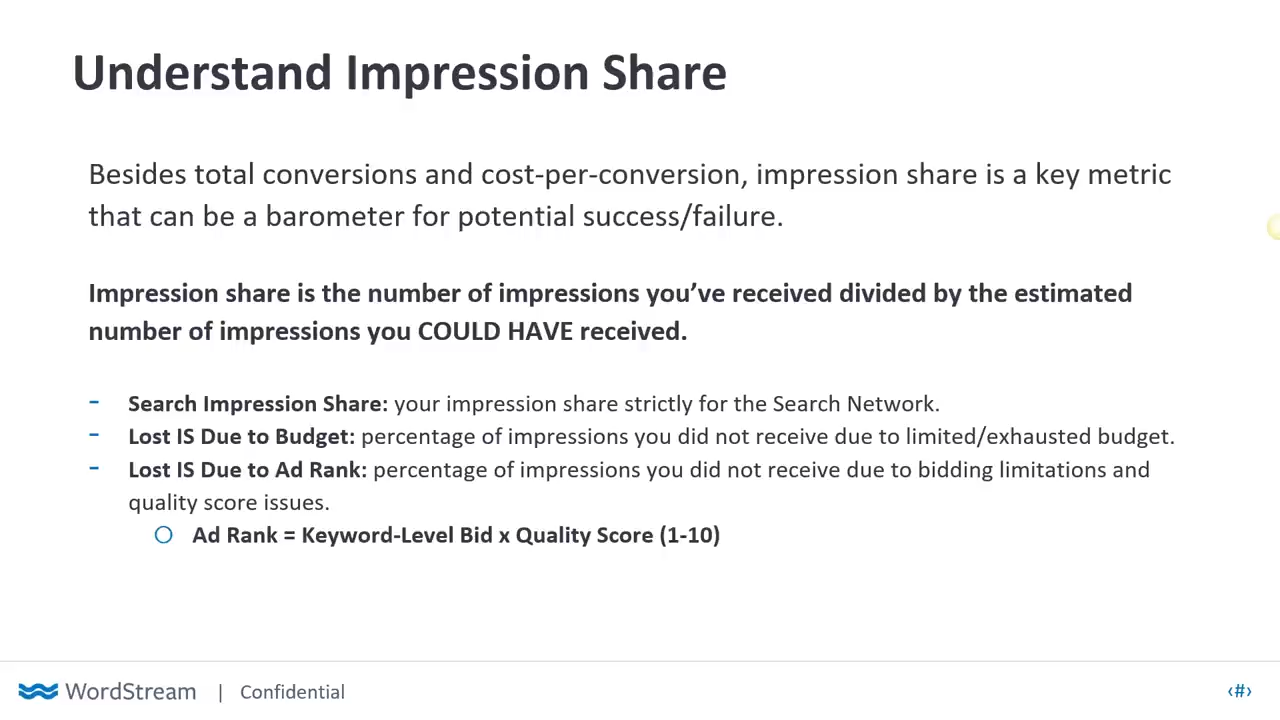 Understand Impression Share
Besides total conversions and cost-per-conversion, impression share is a key metric
that can be a barometer for potential success/failure.
Impression share is the number of impressions you’ve received divided by the estimated
number of impressions you COULD HAVE received.
- Search Impression Share: your impression share strictly for the Search Network.
- Lost IS Due to Budget: percentage of impressions you did not receive due to limited/exhausted budget.
- Lost IS Due to Ad Rank: percentage of impressions you did not receive due to bidding limitations and
quality score issues.
O Ad Rank = Keyword-Level Bid x Quality Score (1-10)
WordStream | Confidential ‹#›